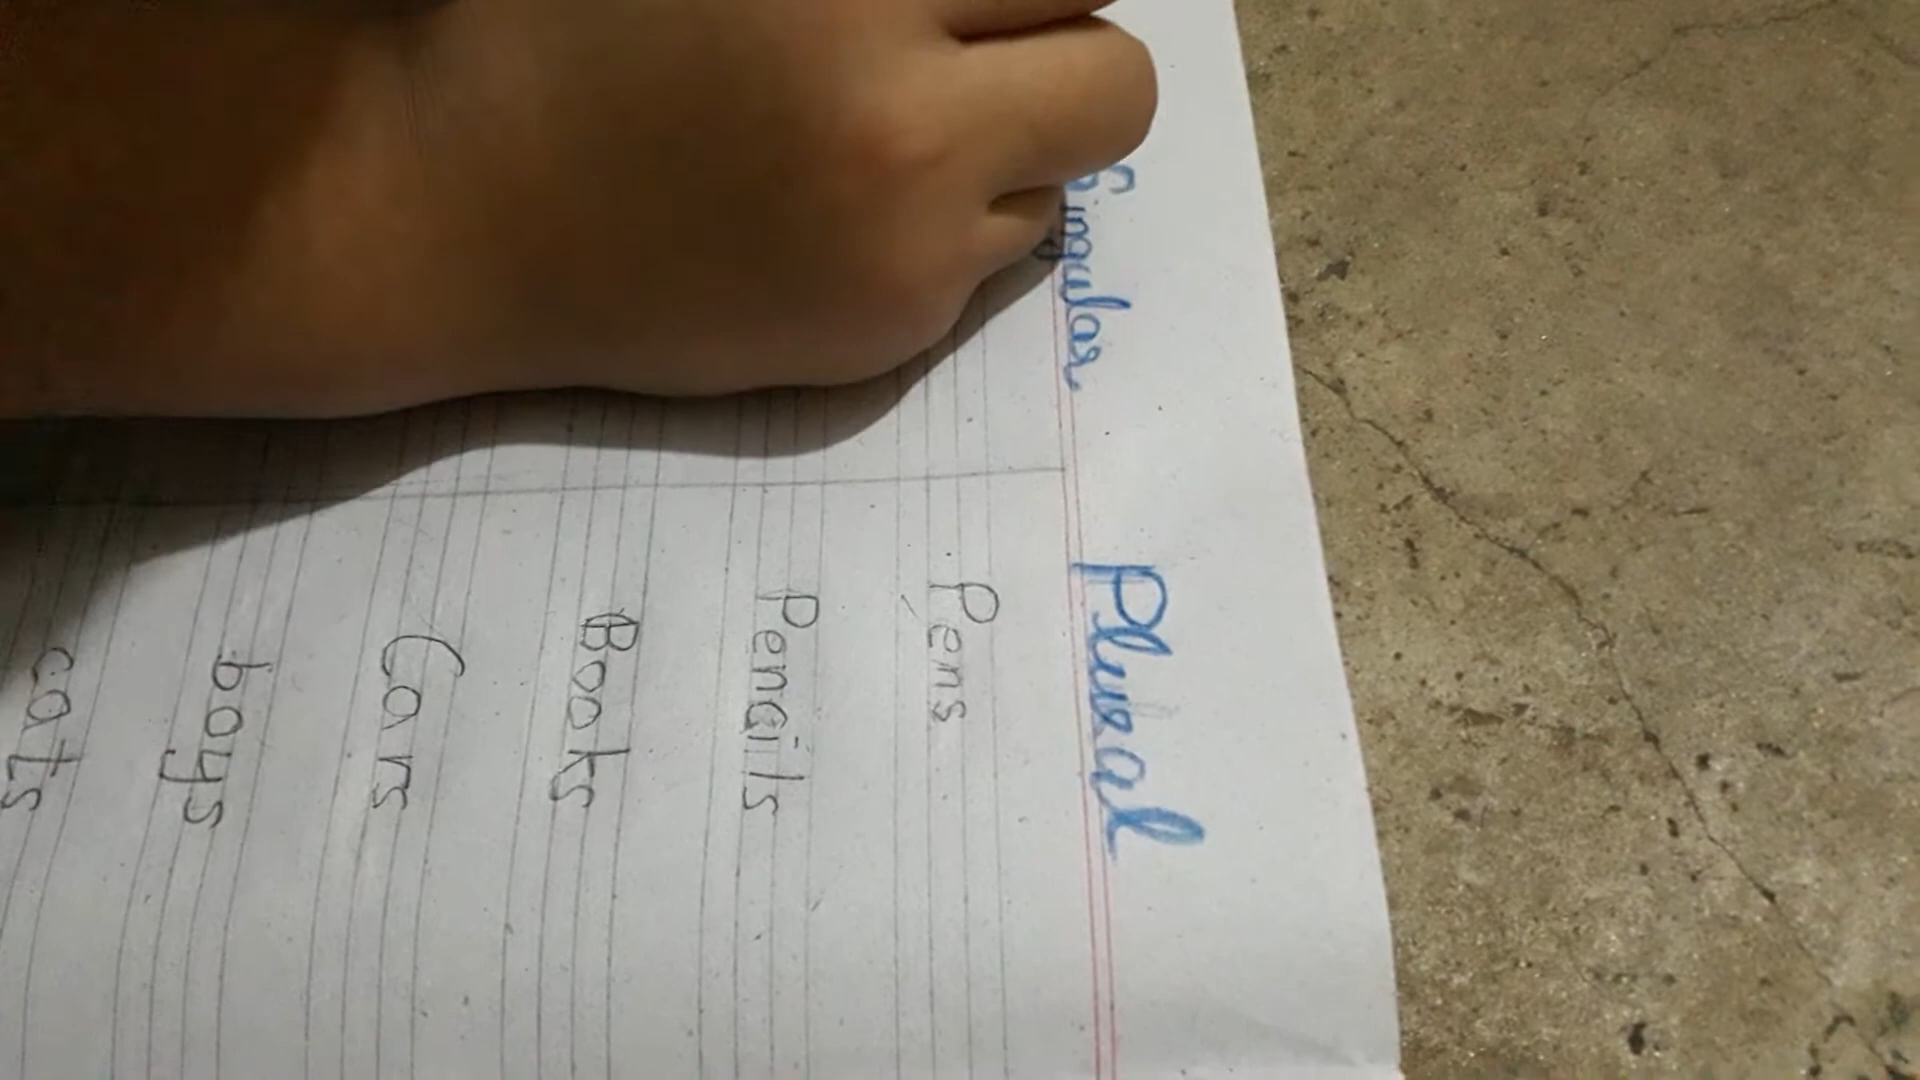 Singular Plural
Pens
Pencils
Books
Cars
boys
cats